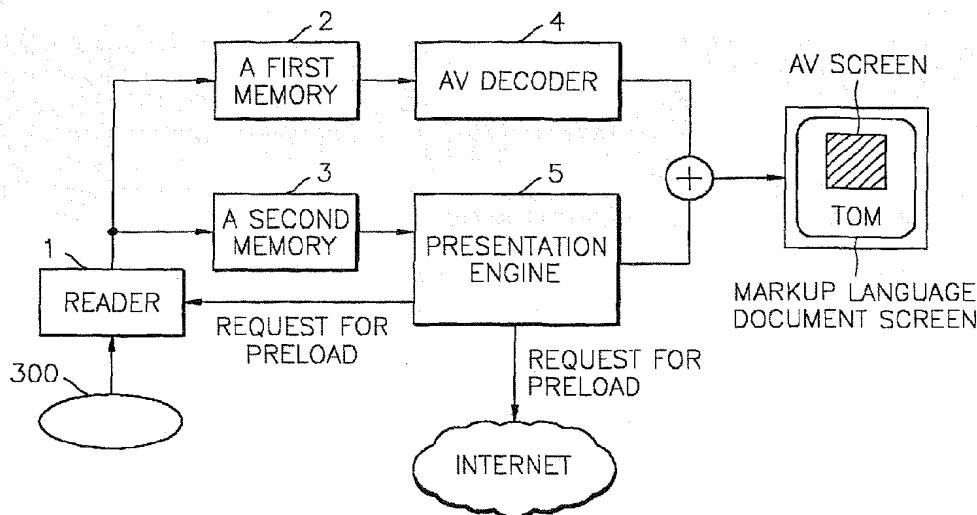 2
A FIRST
MEMORY
4
AV DECODER
AV SCREEN
TOM
MARKUP LANGUAGE
DOCUMENT SCREEN
3
A SECOND
MEMORY
5
PRESENTATION
ENGINE
1
READER
REQUEST FOR
PRELOAD
REQUEST FOR
PRELOAD
300
INTERNET